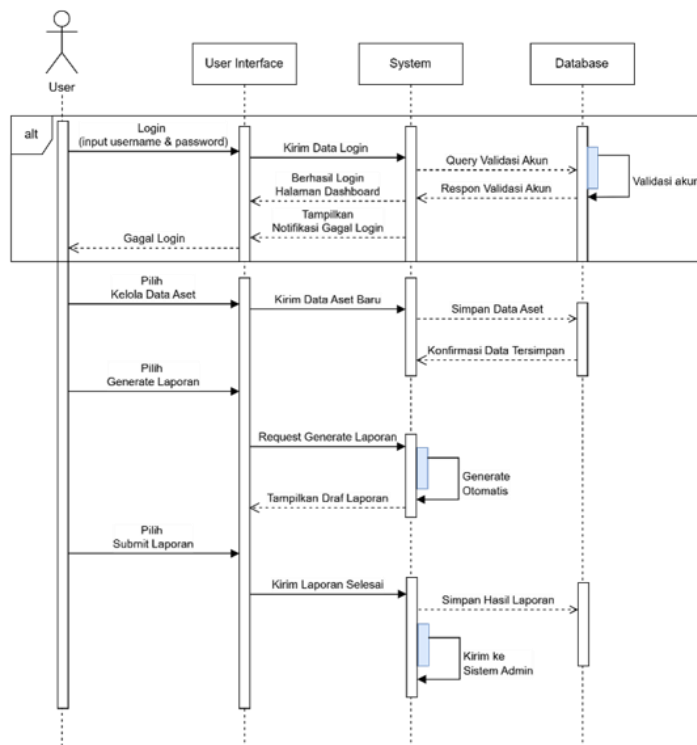 User
User Interface
System
Database
alt
Login
(input username & password)
Kirim Data Login
Query Validasi Akun
Validasi akun
Berhasil Login
Halaman Dashboard
Respon Validasi Akun
Tampilkan
Notifikasi Gagal Login
Gagal Login
Pilih
Kelola Data Aset
Kirim Data Aset Baru
Simpan Data Aset
Konfirmasi Data Tersimpan
Pilih
Generate Laporan
Request Generate Laporan
Generate
Otomatis
Tampilkan Draf Laporan
Pilih
Submit Laporan
Kirim Laporan Selesai
Simpan Hasil Laporan
Kirim ke
Sistem Admin